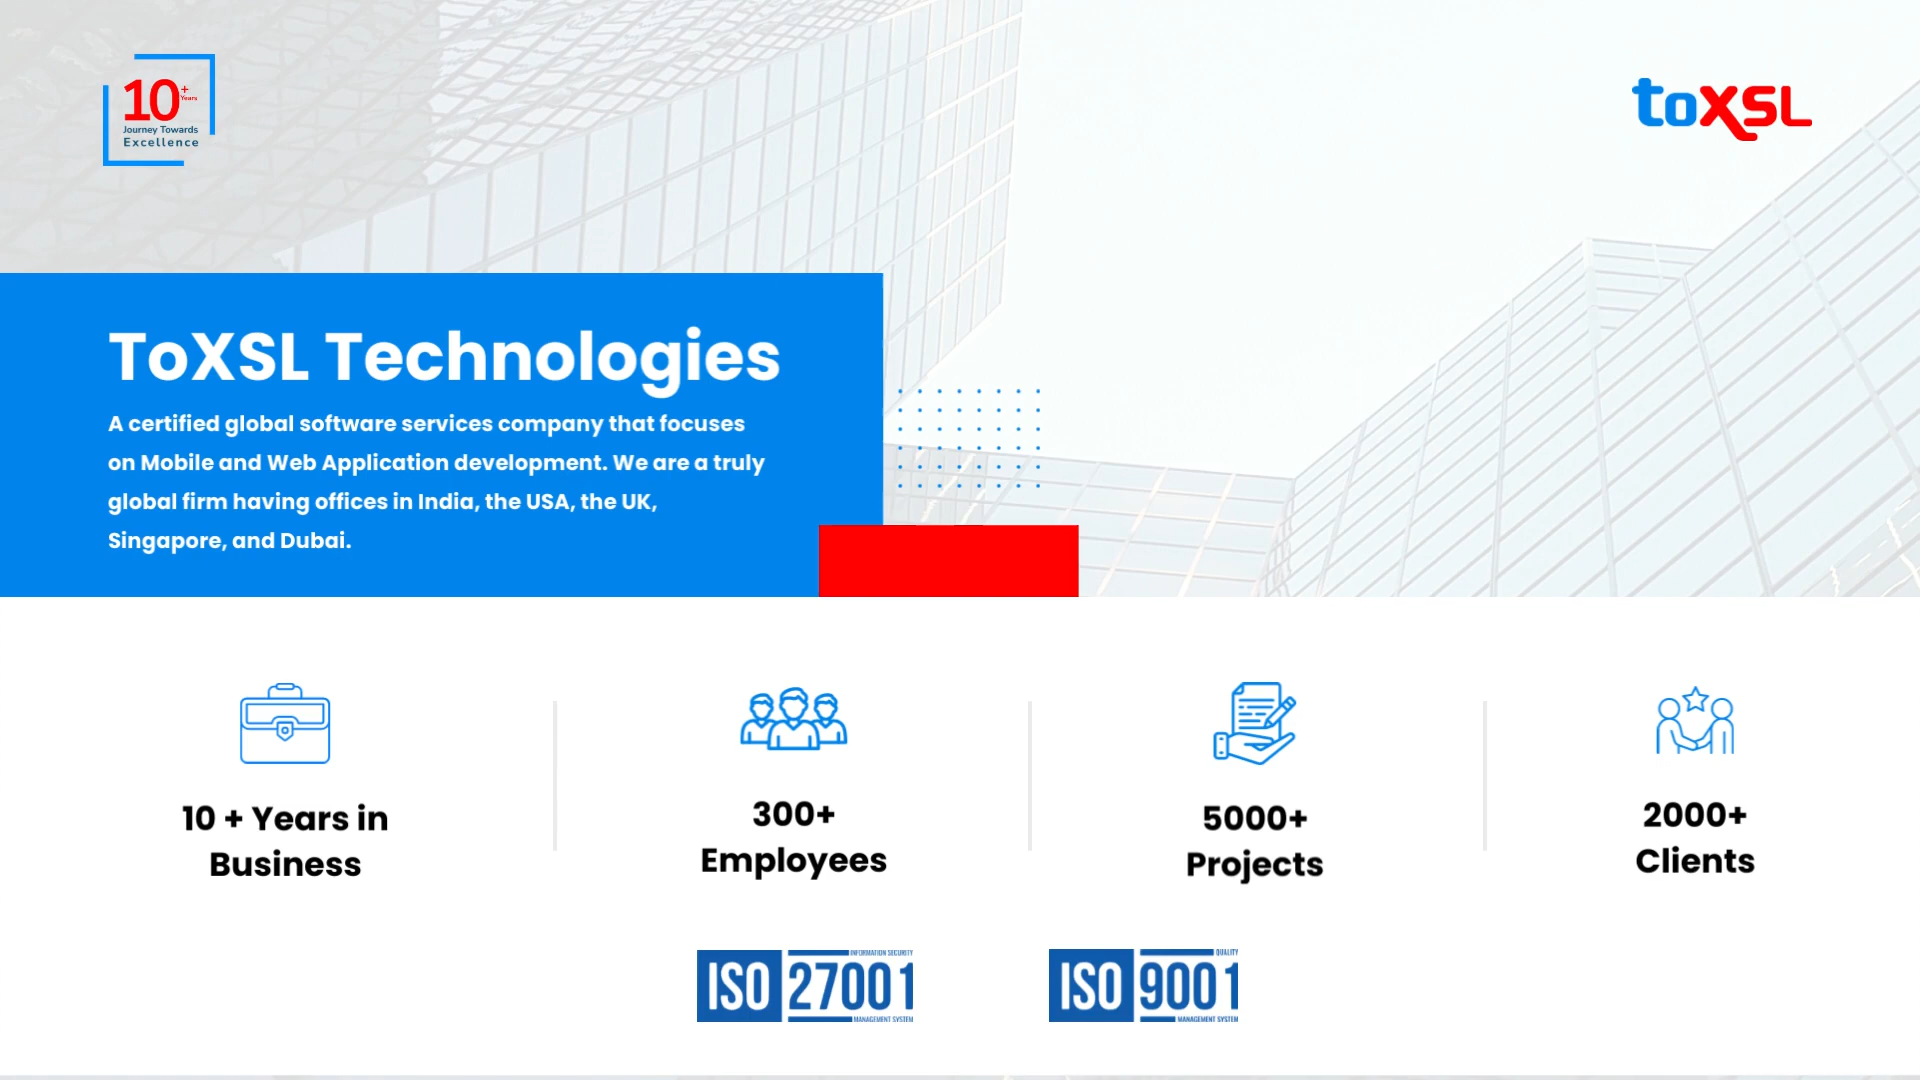 10+
Years
Journey Towards
Excellence
toXSL
ToXSL Technologies
A certified global software services company that focuses
on Mobile and Web Application development. We are a truly
global firm having offices in India, the USA, the UK,
Singapore, and Dubai.
10 + Years in
Business
300+
Employees
5000+
Projects
2000+
Clients
INFORMATION SECURITY
ISO 27001
MANAGEMENT SYSTEM
QUALITY
ISO 9001
MANAGEMENT SYSTEM